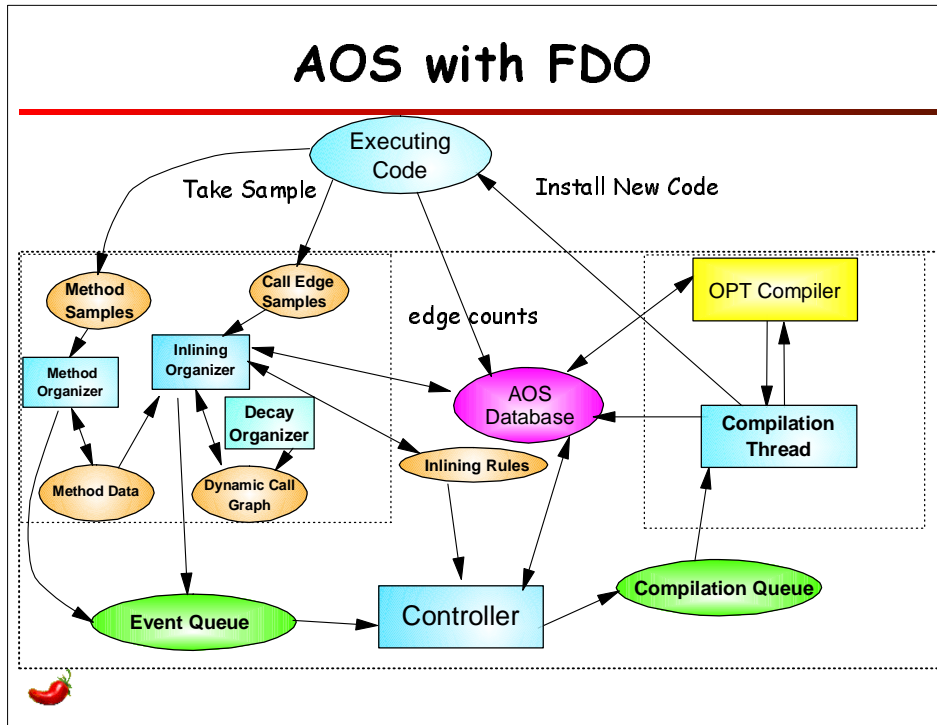 AOS with FDO
Executing
Code
Take Sample
Install New Code
Method
Samples
Call Edge
Samples
OPT Compiler
edge counts
Method
Organizer
Inlining
Organizer
AOS
Database
Decay
Organizer
Compilation
Thread
Inlining Rules
Method Data
Dynamic Call
Graph
Event Queue
Controller
Compilation Queue